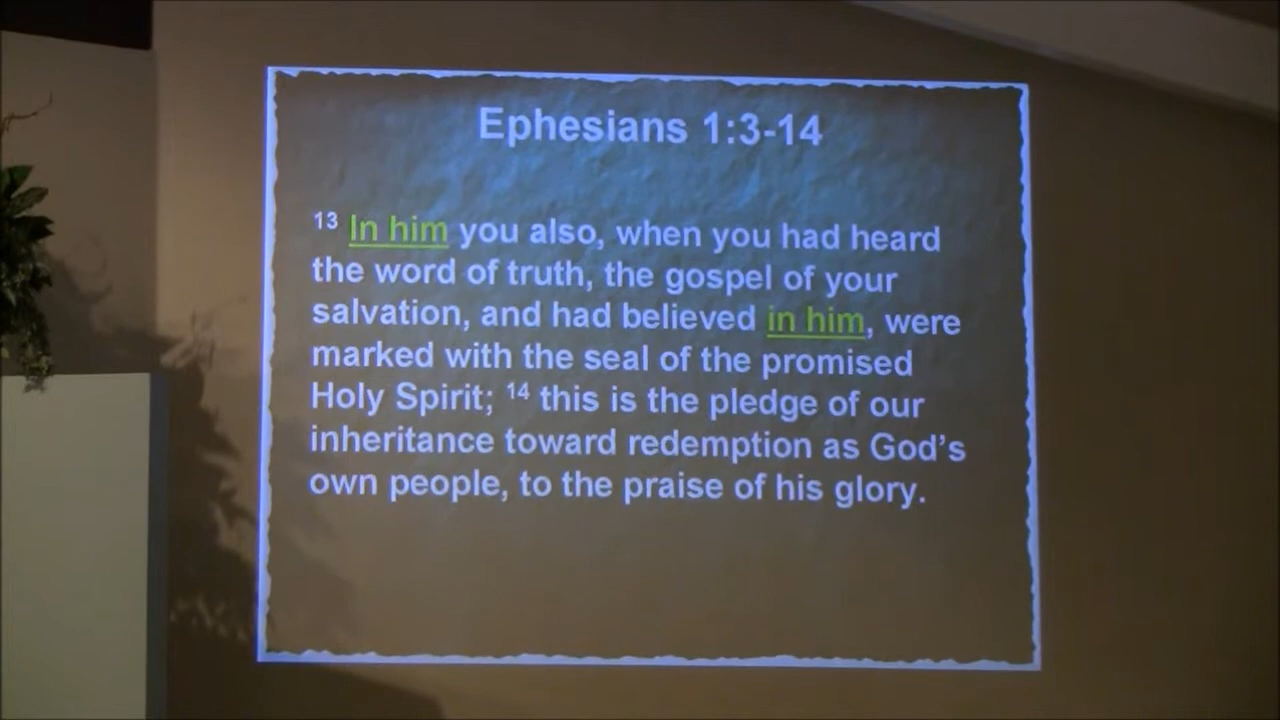 Ephesians 1:3-14
13 In him you also, when you had heard
the word of truth, the gospel of your
salvation, and had believed in him, were
marked with the seal of the promised
Holy Spirit; 14 this is the pledge of our
inheritance toward redemption as God’s
own people, to the praise of his glory.